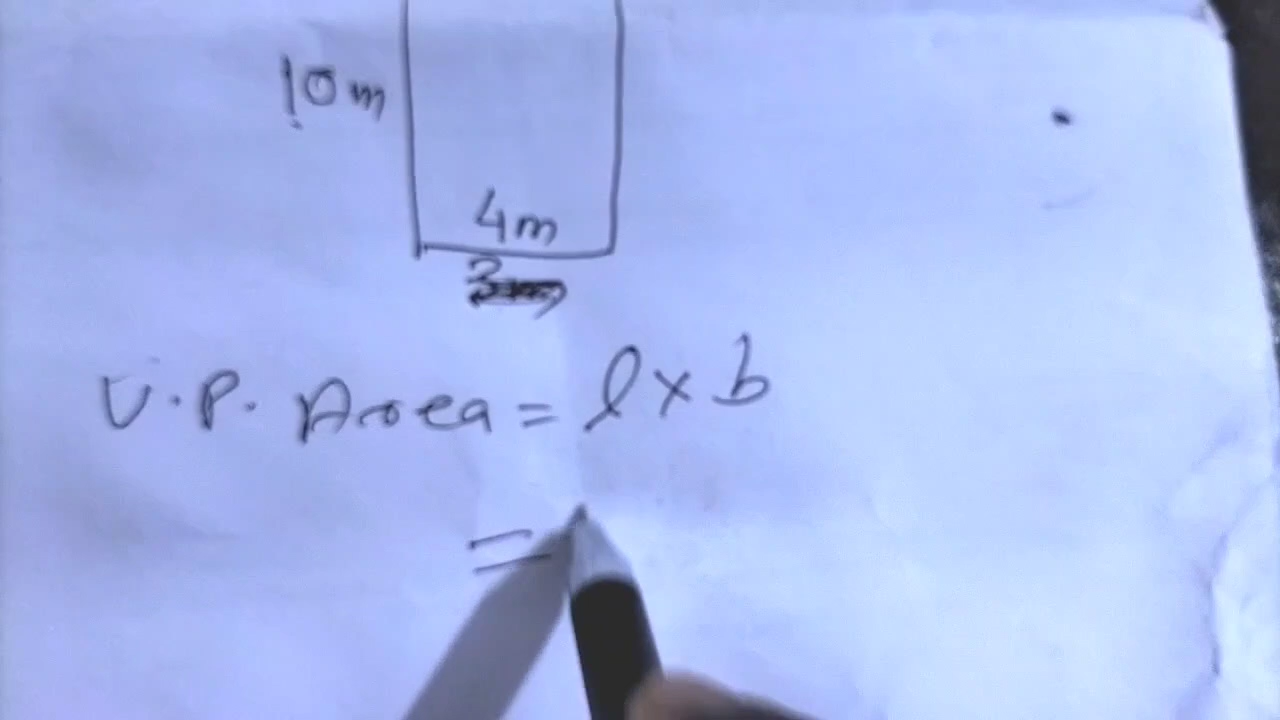 10m
4m
V.P. Area = l x b
=